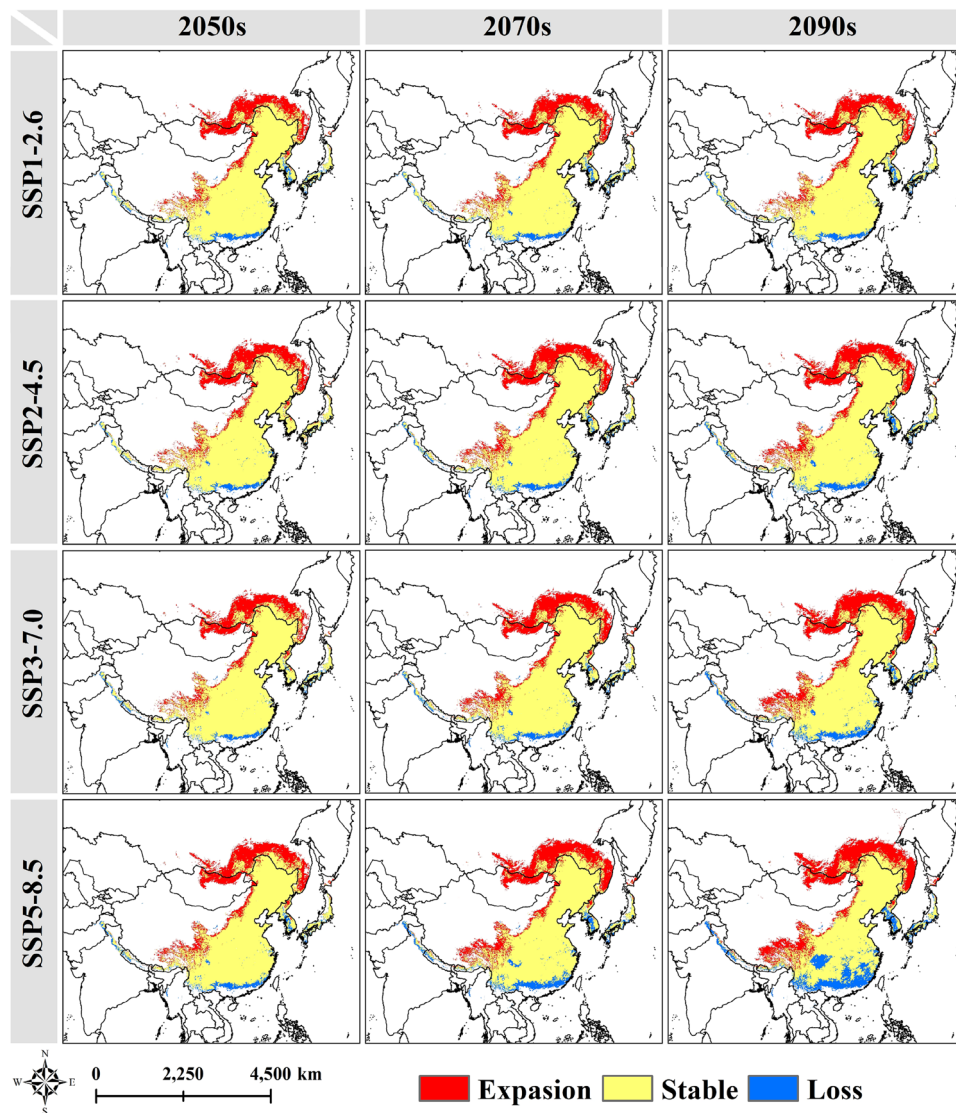 2050s 2070s 2090s
SSP1-2.6
SSP2-4.5
SSP3-7.0
SSP5-8.5
N
W E
S
0 2,250 4,500 km
Expasion Stable Loss